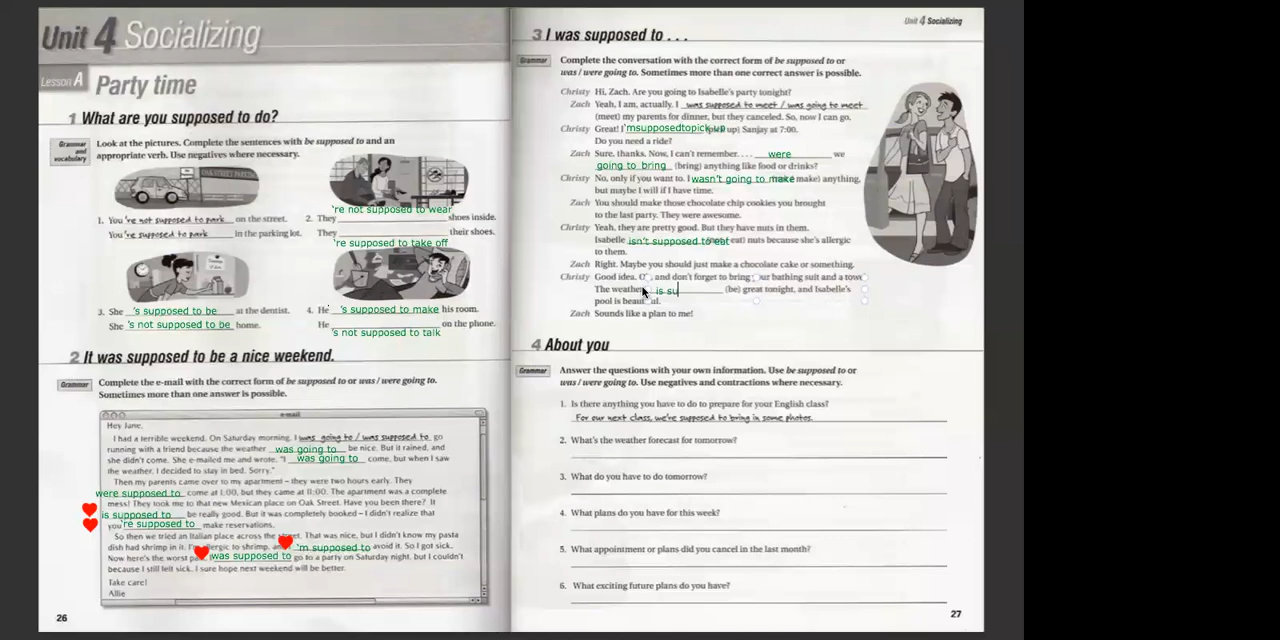 Unit 4 Socializing
Lesson A Party time
1 What are you supposed to do?
Grammar and vocabulary
Look at the pictures. Complete the sentences with be supposed to and an
appropriate verb. Use negatives where necessary.
1. You 're not supposed to park on the street.
You 're supposed to park in the parking lot.
2. They 're not supposed to wear shoes inside.
They 're supposed to take off their shoes.
3. She 's supposed to be at the dentist.
She 's not supposed to be home.
4. He 's supposed to make his room.
He 's not supposed to talk on the phone.
2 It was supposed to be a nice weekend.
Grammar
Complete the e-mail with the correct form of be supposed to or was / were going to.
Sometimes more than one answer is possible.
e-mail
Hey Jane,
I had a terrible weekend. On Saturday morning, I was going to / was supposed to go
running with a friend because the weather was going to be nice. But it rained, and
she didn't come. She e-mailed me and wrote, "I was going to come, but when I saw
the weather, I decided to stay in bed. Sorry."
Then my parents came over to my apartment – they were two hours early. They
were supposed to come at 1:00, but they came at 11:00. The apartment was a complete
mess! They took me to that new Mexican place on Oak Street. Have you been there? It
is supposed to be really good. But it was completely booked – I didn't realize that
you 're supposed to make reservations.
So then we tried an Italian place across the street. That was nice, but I didn't know my pasta
dish had shrimp in it. I'm allergic to shrimp, and 'm supposed to avoid it. So I got sick.
Now here's the worst was supposed to go to a party on Saturday night, but I couldn't
because I still felt sick. I sure hope next weekend will be better.
Take care!
Allie
26
Unit 4 Socializing
3 I was supposed to . . .
Grammar
Complete the conversation with the correct form of be supposed to or
was / were going to. Sometimes more than one correct answer is possible.
Christy Hi, Zach. Are you going to Isabelle's party tonight?
Zach Yeah, I am, actually. I was supposed to meet / was going to meet
(meet) my parents for dinner, but they canceled. So, now I can go.
Christy Great! I 'msupposedtopick up) Sanjay at 7:00.
Do you need a ride?
Zach Sure, thanks. Now, I can't remember. . . . were we
going to bring (bring) anything like food or drinks?
Christy No, only if you want to. I wasn't going to make make) anything,
but maybe I will if I have time.
Zach You should make those chocolate chip cookies you brought
to the last party. They were awesome.
Christy Yeah, they are pretty good. But they have nuts in them.
Isabelle isn't supposed to eat eat) nuts because she's allergic
to them.
Zach Right. Maybe you should just make a chocolate cake or something.
Christy Good idea. O , and don't forget to bring our bathing suit and a towe
The weather is su (be) great tonight, and Isabelle's
pool is beautiful.
Zach Sounds like a plan to me!
4 About you
Grammar
Answer the questions with your own information. Use be supposed to or
was / were going to. Use negatives and contractions where necessary.
1. Is there anything you have to do to prepare for your English class?
For our next class, we're supposed to bring in some photos.
2. What's the weather forecast for tomorrow?
3. What do you have to do tomorrow?
4. What plans do you have for this week?
5. What appointment or plans did you cancel in the last month?
6. What exciting future plans do you have?
27